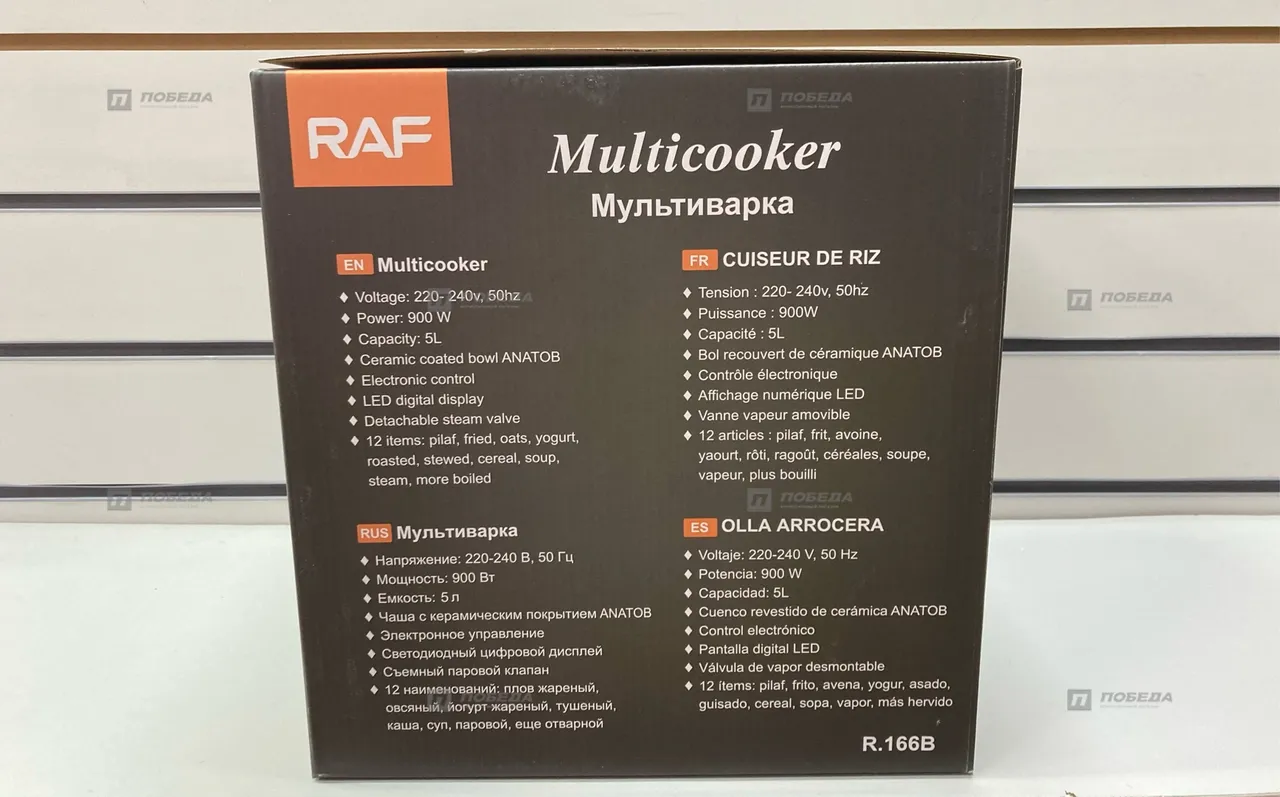 RAF
Multicooker
Мультиварка
EN Multicooker
♦ Voltage: 220- 240v, 50hz
♦ Power: 900 W
♦ Capacity: 5L
♦ Ceramic coated bowl ANATOB
♦ Electronic control
♦ LED digital display
♦ Detachable steam valve
♦ 12 items: pilaf, fried, oats, yogurt,
roasted, stewed, cereal, soup,
steam, more boiled
FR CUISEUR DE RIZ
♦ Tension : 220- 240v, 50hz
♦ Puissance : 900W
♦ Capacité : 5L
♦ Bol recouvert de céramique ANATOB
♦ Contrôle électronique
♦ Affichage numérique LED
♦ Vanne vapeur amovible
♦ 12 articles : pilaf, frit, avoine,
yaourt, rôti, ragoût, céréales, soupe,
vapeur, plus bouilli
RUS Мультиварка
♦ Напряжение: 220-240 В, 50 Гц
♦ Мощность: 900 Вт
♦ Емкость: 5 л
♦ Чаша с керамическим покрытием ANATOB
♦ Электронное управление
♦ Светодиодный цифровой дисплей
♦ Съемный паровой клапан
♦ 12 наименований: плов жареный,
овсяный, йогурт жареный, тушеный,
каша, суп, паровой, еще отварной
ES OLLA ARROCERA
♦ Voltaje: 220-240 V, 50 Hz
♦ Potencia: 900 W
♦ Capacidad: 5L
♦ Cuenco revestido de cerámica ANATOB
♦ Control electrónico
♦ Pantalla digital LED
♦ Válvula de vapor desmontable
♦ 12 ítems: pilaf, frito, avena, yogur, asado,
guisado, cereal, sopa, vapor, más hervido
R.166B
ПОБЕДА
ПОБЕДА
ПОБЕДА
ПОБЕДА
ПОБЕДА
ПОБЕДА
ПОБЕДА
ПОБЕДА